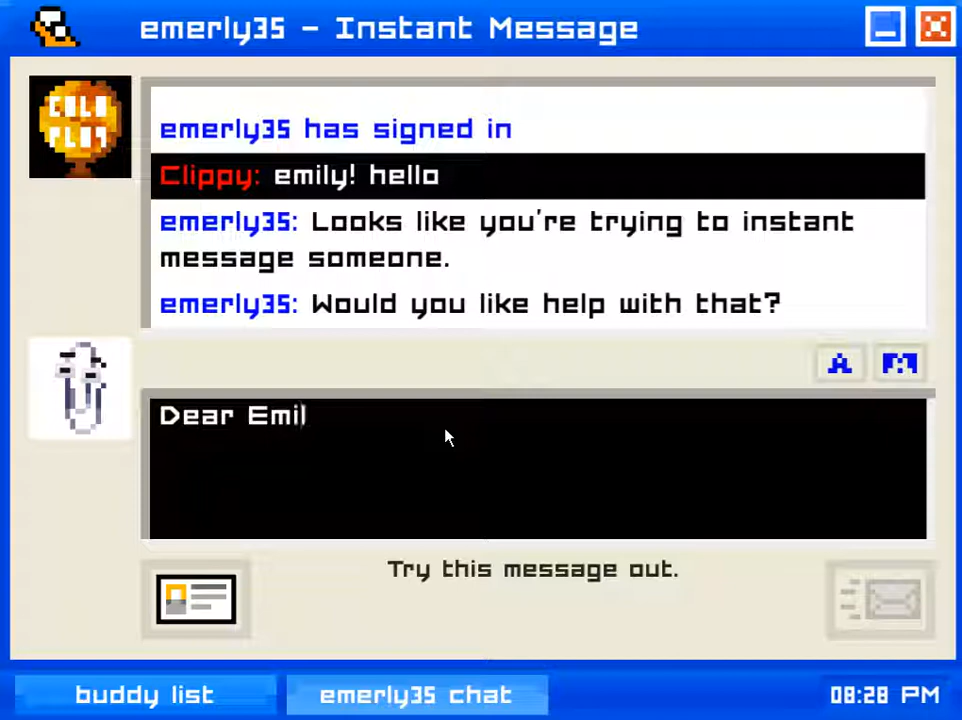 emerly35 - Instant Message
COLD
PLAY
emerly35 has signed in
Clippy: emily! hello
emerly35: Looks like you're trying to instant
message someone.
emerly35: Would you like help with that?
A
Dear Emil
Try this message out.
buddy list
emerly35 chat
08:28 PM